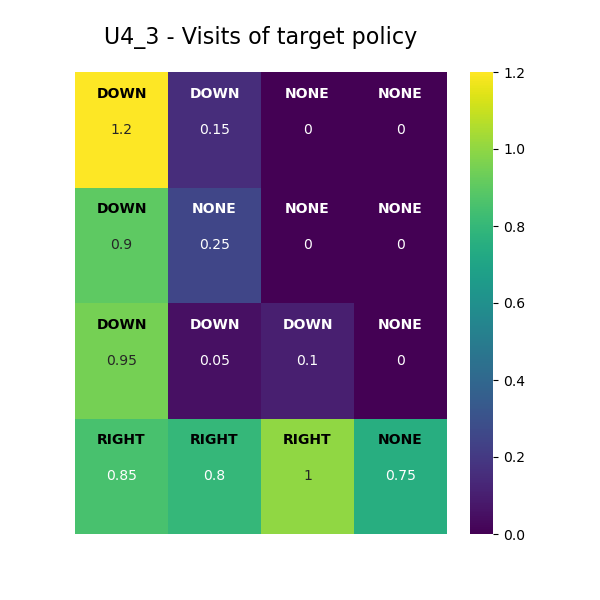 U4_3 - Visits of target policy
DOWN DOWN NONE NONE
1.2 0.15 0 0
DOWN NONE NONE NONE
0.9 0.25 0 0
DOWN DOWN DOWN NONE
0.95 0.05 0.1 0
RIGHT RIGHT RIGHT NONE
0.85 0.8 1 0.75
1.2
1.0
0.8
0.6
0.4
0.2
0.0